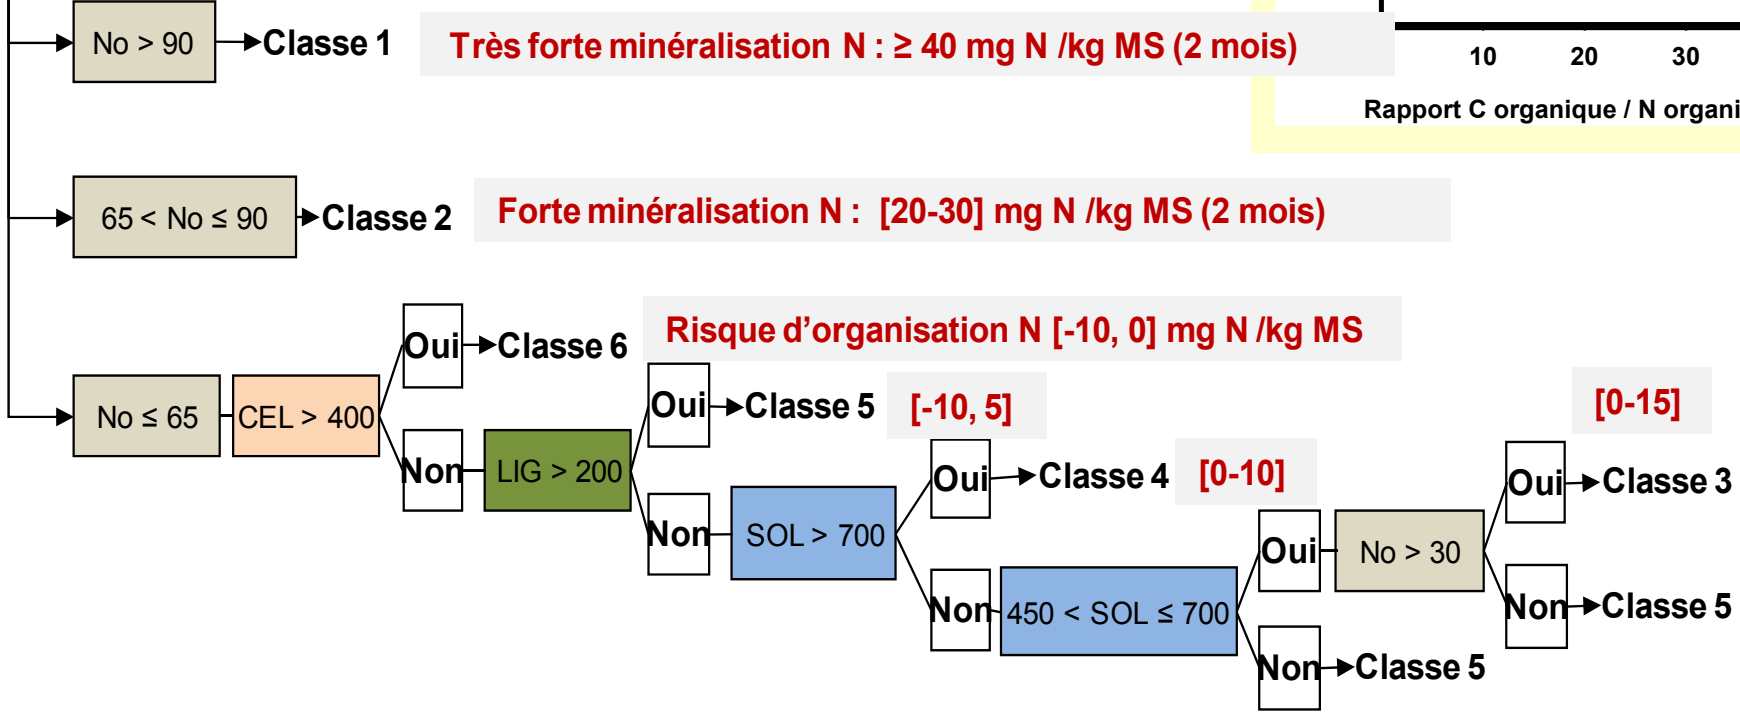 No > 90
Classe 1
Très forte minéralisation N : ≥ 40 mg N /kg MS (2 mois)
10 20 30
Rapport C organique / N organi
65 < No ≤ 90
Classe 2
Forte minéralisation N : [20-30] mg N /kg MS (2 mois)
Oui
Classe 6
Risque d’organisation N [-10, 0] mg N /kg MS
No ≤ 65
CEL > 400
Oui
Classe 5
[-10, 5]
[0-15]
Non
LIG > 200
Oui
Classe 4
[0-10]
Oui
Classe 3
Non
SOL > 700
Oui
No > 30
Non
450 < SOL ≤ 700
Non
Classe 5
Non
Classe 5